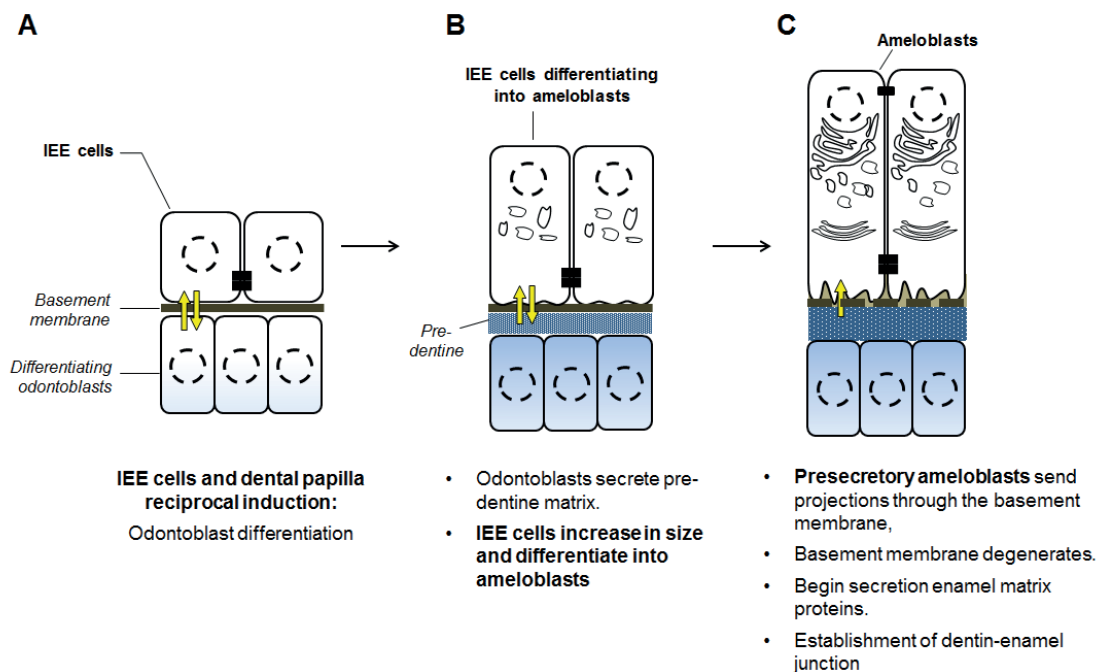 A
IEE cells
Basement
membrane
Differentiating
odontoblasts
IEE cells and dental papilla
reciprocal induction:
Odontoblast differentiation
B
IEE cells differentiating
into ameloblasts
Pre-
dentine
• Odontoblasts secrete pre-
dentine matrix.
• IEE cells increase in size
and differentiate into
ameloblasts
C
Ameloblasts
• Presecretory ameloblasts send
projections through the basement
membrane,
• Basement membrane degenerates.
• Begin secretion enamel matrix
proteins.
• Establishment of dentin-enamel
junction